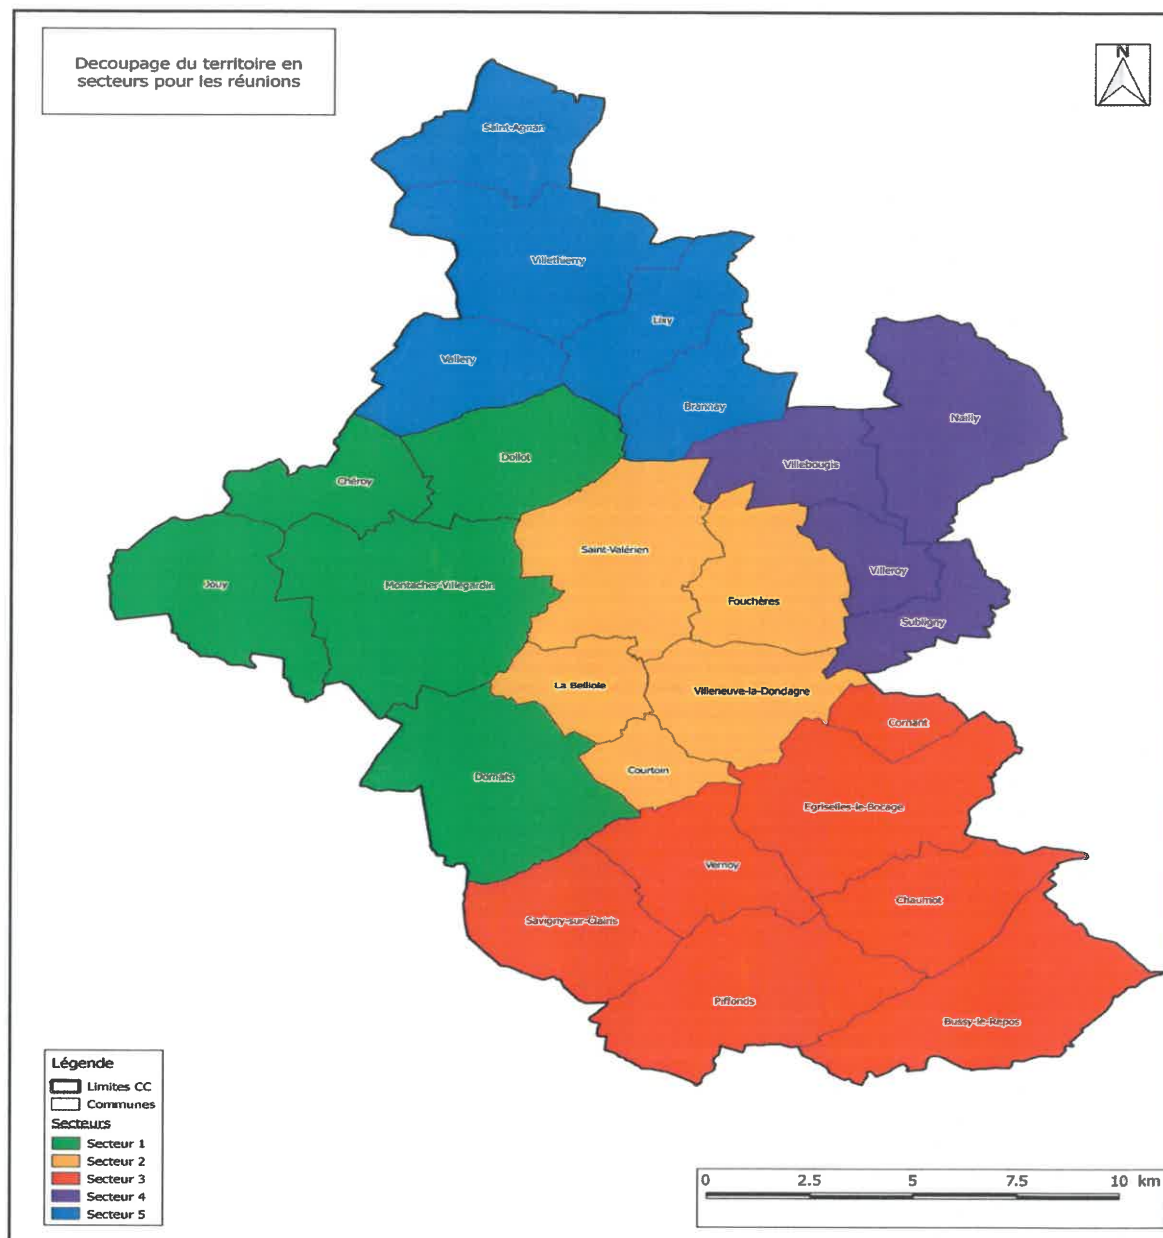 Decoupage du territoire en
secteurs pour les réunions
N
Saint-Agnan
Villethierry
Lixy
Vallery
Brannay
Nailly
Villebougis
Dollot
Chéroy
Saint-Valérien
Villeroy
Jouy
Montacher-Villegardin
Fouchères
Subligny
La Belliole
Villeneuve-la-Dondagre
Cornant
Courtoin
Domats
Egriselles-le-Bocage
Vernoy
Chaumot
Savigny-sur-Clairis
Piffonds
Bussy-le-Repos
Légende
Limites CC
Communes
Secteurs
Secteur 1
Secteur 2
Secteur 3
Secteur 4
Secteur 5
0 2.5 5 7.5 10 km